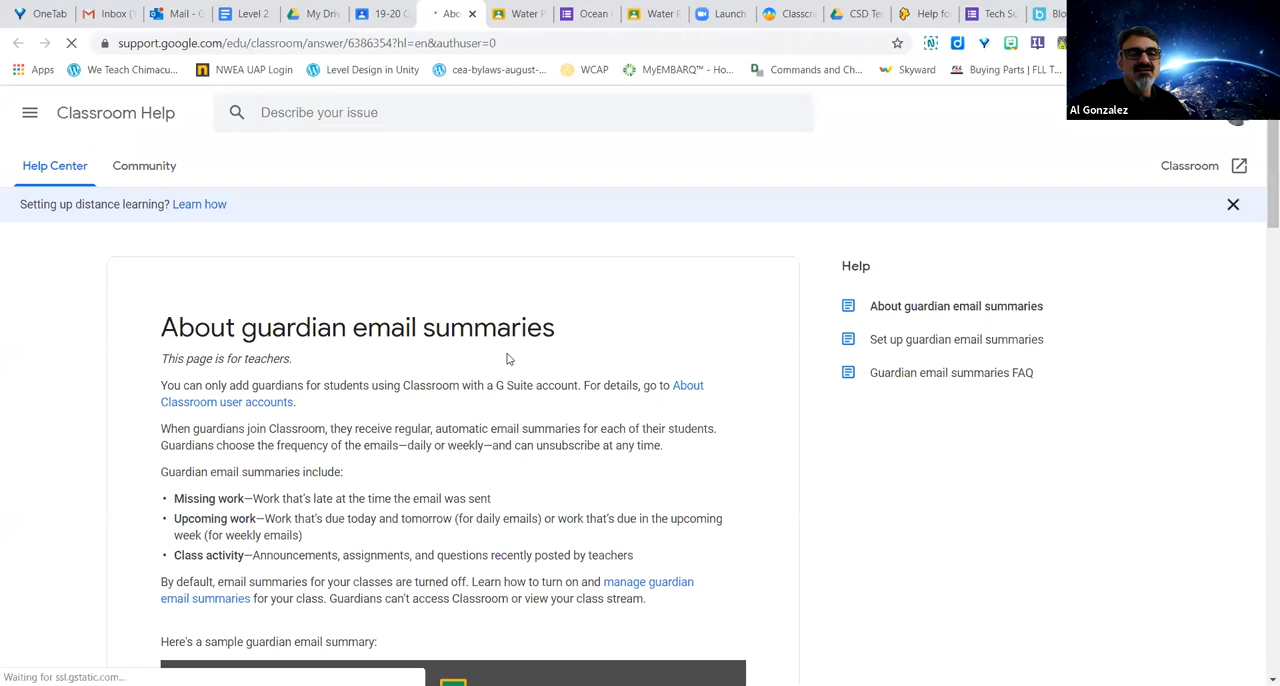 OneTab
Inbox (1
Mail - G
Level 2
My Driv
19-20 G
Abo
Water P
Ocean
Water P
Launch
Classcr
CSD Te
Help fo
Tech Su
Blo
support.google.com/edu/classroom/answer/6386354?hl=en&authuser=0
Apps
We Teach Chimacu...
NWEA UAP Login
Level Design in Unity
cea-bylaws-august-...
WCAP
MyEMBARQ™ - Ho...
Commands and Ch...
Skyward
Buying Parts | FLL T...
Al Gonzalez
Classroom Help
Describe your issue
Help Center
Community
Classroom
Setting up distance learning? Learn how
About guardian email summaries
This page is for teachers.
You can only add guardians for students using Classroom with a G Suite account. For details, go to About
Classroom user accounts.
When guardians join Classroom, they receive regular, automatic email summaries for each of their students.
Guardians choose the frequency of the emails—daily or weekly—and can unsubscribe at any time.
Guardian email summaries include:
• Missing work—Work that's late at the time the email was sent
• Upcoming work—Work that's due today and tomorrow (for daily emails) or work that's due in the upcoming
week (for weekly emails)
• Class activity—Announcements, assignments, and questions recently posted by teachers
By default, email summaries for your classes are turned off. Learn how to turn on and manage guardian
email summaries for your class. Guardians can't access Classroom or view your class stream.
Here's a sample guardian email summary:
Help
About guardian email summaries
Set up guardian email summaries
Guardian email summaries FAQ
Waiting for ssl.gstatic.com...